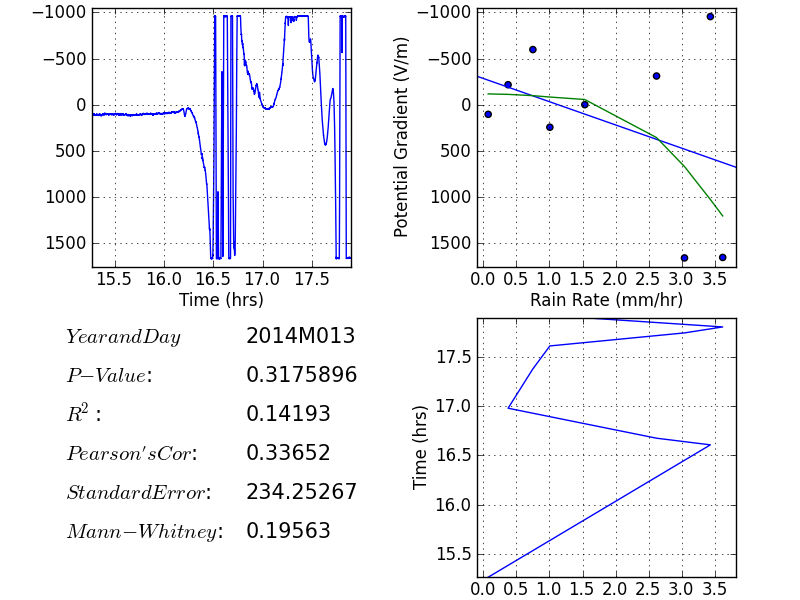 −1000
−500
0
500
1000
1500
15.5 16.0 16.5 17.0 17.5
Time (hrs)
−1000
−500
0
500
1000
1500
Potential Gradient (V/m)
0.0 0.5 1.0 1.5 2.0 2.5 3.0 3.5
Rain Rate (mm/hr)
YearandDay 2014M013
P−Value: 0.3175896
R² : 0.14193
Pearson'sCor: 0.33652
StandardError: 234.25267
Mann−Whitney: 0.19563
17.5
17.0
16.5
16.0
15.5
Time (hrs)
0.0 0.5 1.0 1.5 2.0 2.5 3.0 3.5